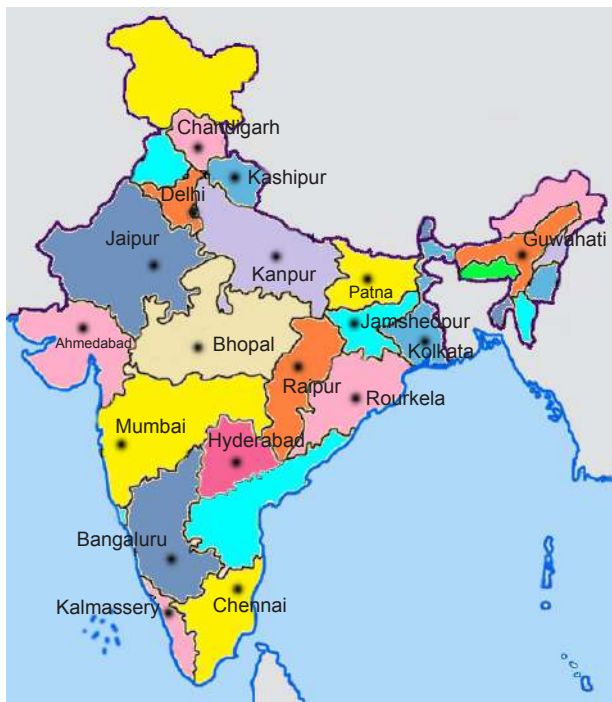 Chandigarh
Kashipur
Delhi
Guwahati
Jaipur
Kanpur
Patna
Jamshedpur
Ahmedabad
Bhopal
Kolkata
Raipur
Rourkela
Mumbai
Hyderabad
Bangaluru
Kalmassery
Chennai